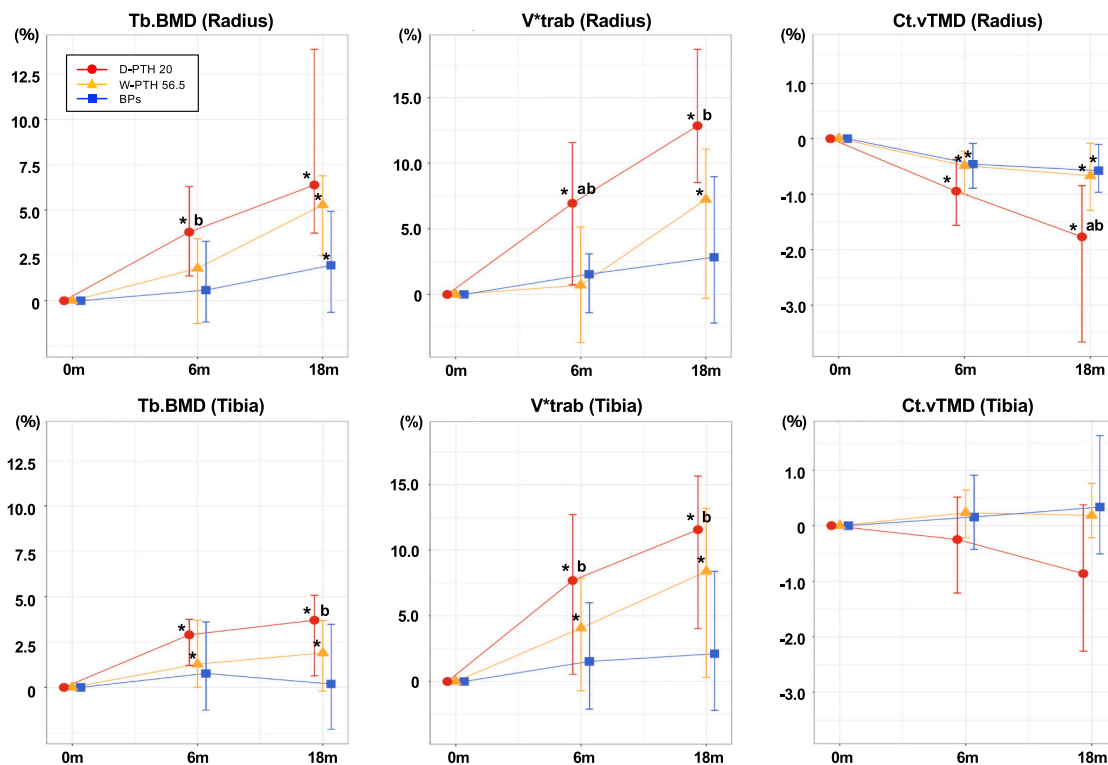 Tb.BMD (Radius)
(%)
12.5
10.0
7.5
5.0
2.5
0
D-PTH 20
W-PTH 56.5
BPs
* b
*
*
*
0m 6m 18m
V*trab (Radius)
(%)
15.0
10.0
5.0
0
* ab
* b
*
0m 6m 18m
Ct.vTMD (Radius)
(%)
1.0
0
-1.0
-2.0
-3.0
*
*
*
*
*
* ab
0m 6m 18m
Tb.BMD (Tibia)
(%)
12.5
10.0
7.5
5.0
2.5
0
*
*
* b
*
0m 6m 18m
V*trab (Tibia)
(%)
15.0
10.0
5.0
0
* b
*
* b
*
0m 6m 18m
Ct.vTMD (Tibia)
(%)
1.0
0
-1.0
-2.0
-3.0
0m 6m 18m